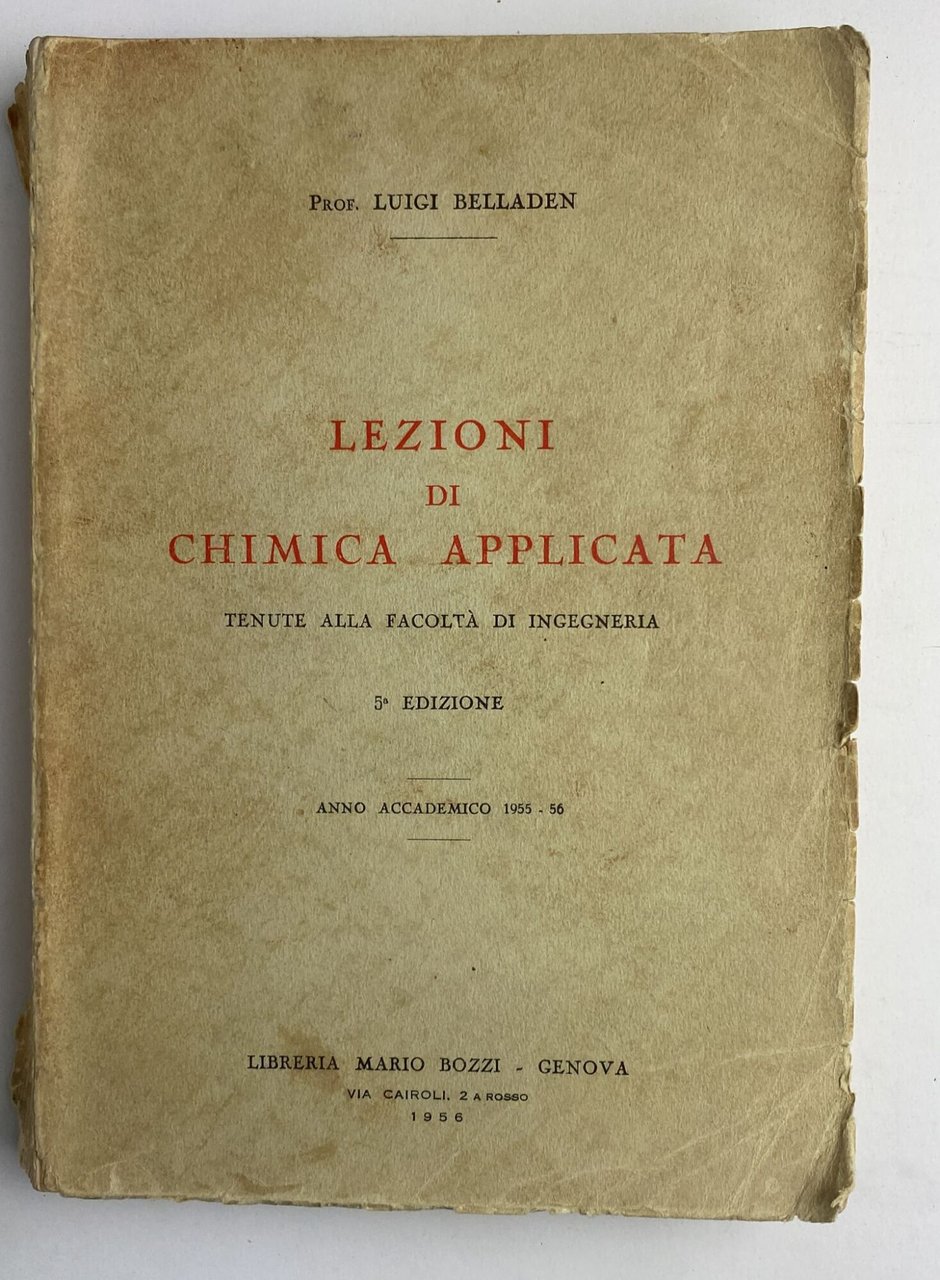 Prof. LUIGI BELLADEN
LEZIONI
DI
CHIMICA APPLICATA
TENUTE ALLA FACOLTÀ DI INGEGNERIA
5ª EDIZIONE
ANNO ACCADEMICO 1955 - 56
LIBRERIA MARIO BOZZI - GENOVA
VIA CAIROLI, 2 A ROSSO
1956